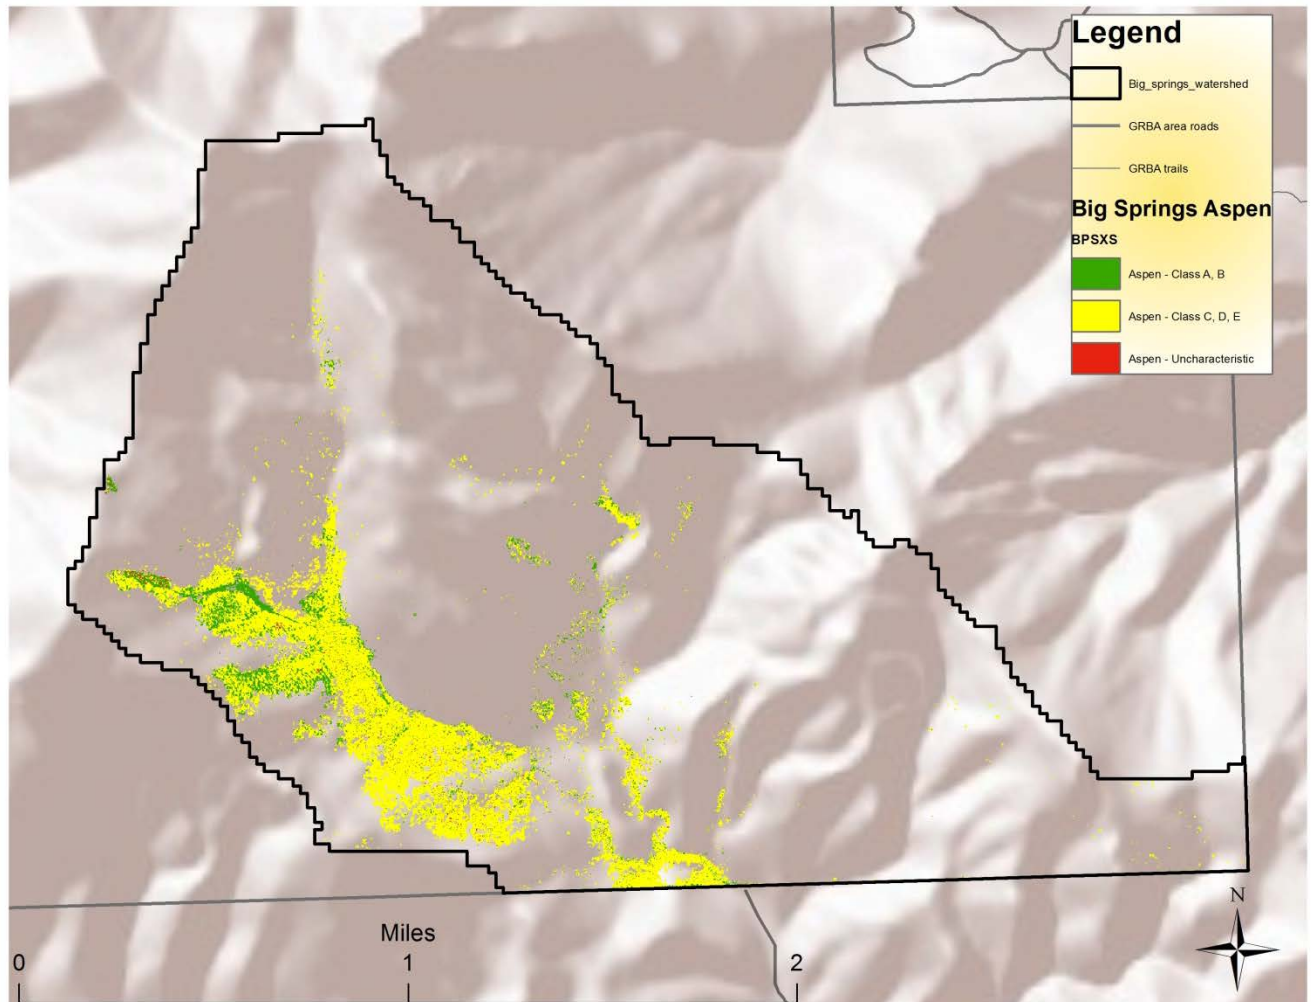 Legend
Big_springs_watershed
GRBA area roads
GRBA trails
Big Springs Aspen
BPSXS
Aspen - Class A, B
Aspen - Class C, D, E
Aspen - Uncharacteristic
N
Miles
0 1 2